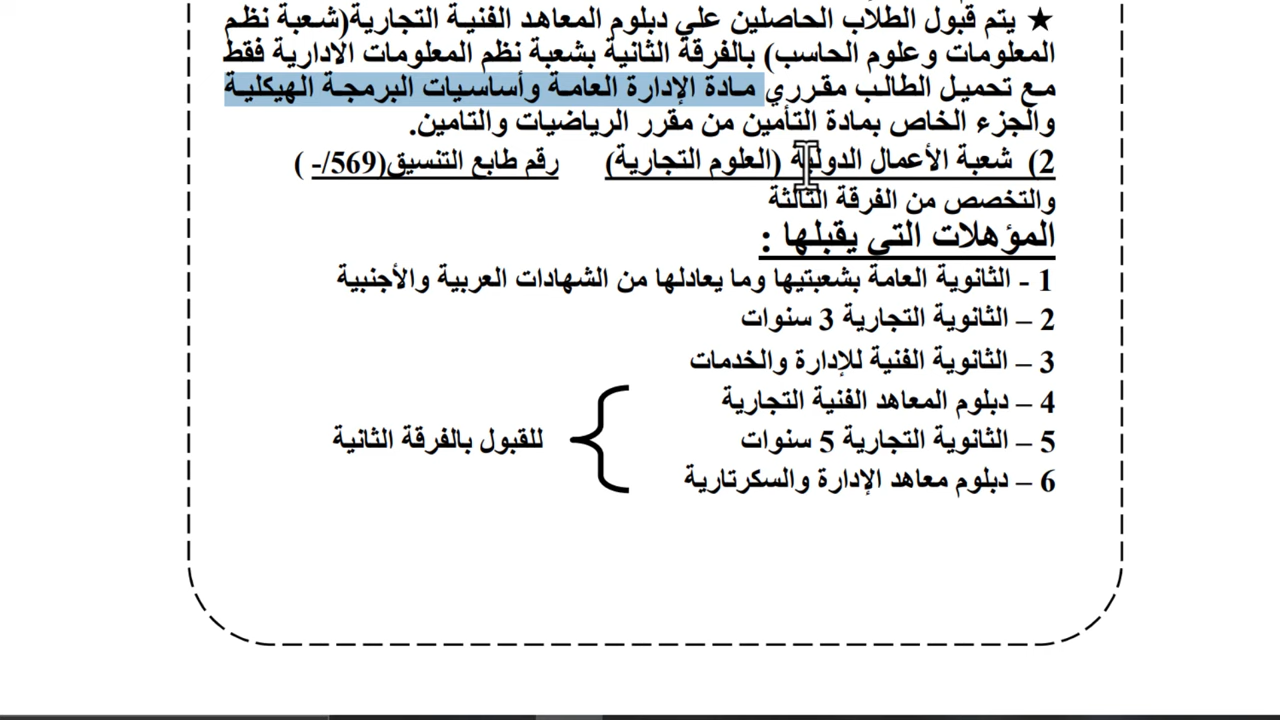 ★ يتم قبول الطلاب الحاصلين على دبلوم المعاهد الفنية التجارية(شعبة نظم
المعلومات وعلوم الحاسب) بالفرقة الثانية بشعبة نظم المعلومات الادارية فقط
مع تحميل الطالب مقرري مادة الإدارة العامة وأساسيات البرمجة الهيكلية
والجزء الخاص بمادة التأمين من مقرر الرياضيات والتامين.
2) شعبة الأعمال الدولية (العلوم التجارية) رقم طابع التنسيق(569/- )
والتخصص من الفرقة الثالثة
المؤهلات التي يقبلها :
1 - الثانوية العامة بشعبتيها وما يعادلها من الشهادات العربية والأجنبية
2 – الثانوية التجارية 3 سنوات
3 – الثانوية الفنية للإدارة والخدمات
4 – دبلوم المعاهد الفنية التجارية
5 – الثانوية التجارية 5 سنوات
للقبول بالفرقة الثانية
6 – دبلوم معاهد الإدارة والسكرتارية